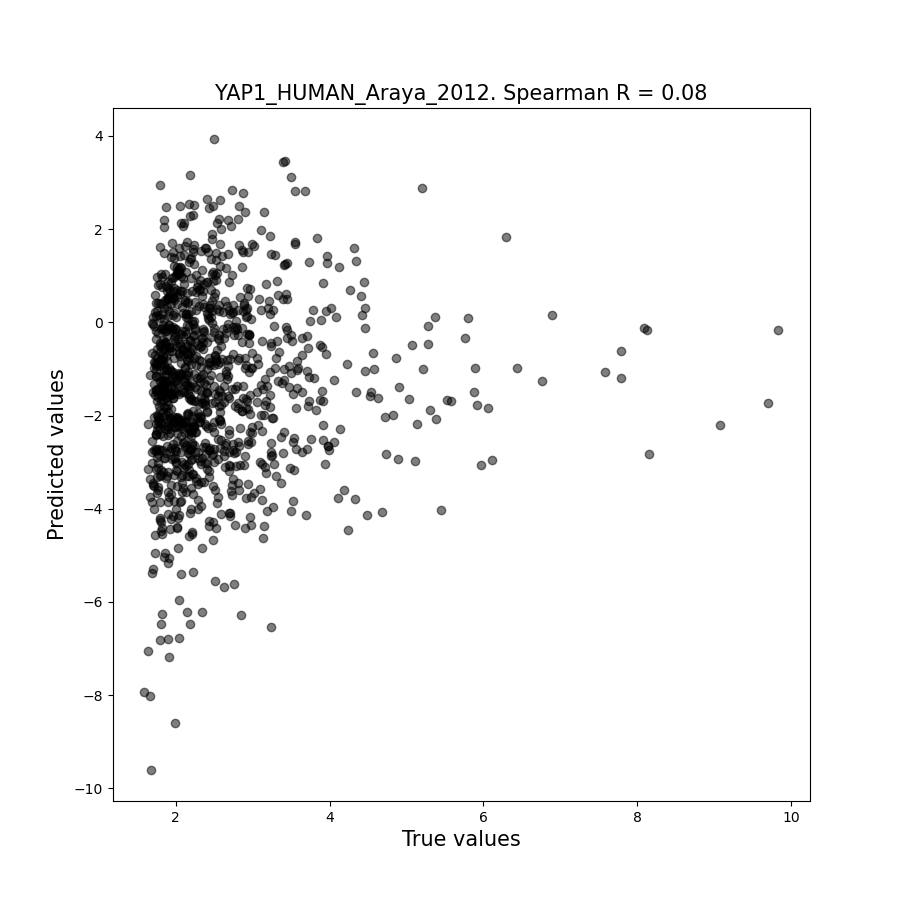 YAP1_HUMAN_Araya_2012. Spearman R = 0.08
4
2
0
−2
−4
−6
−8
−10
Predicted values
2 4 6 8 10
True values